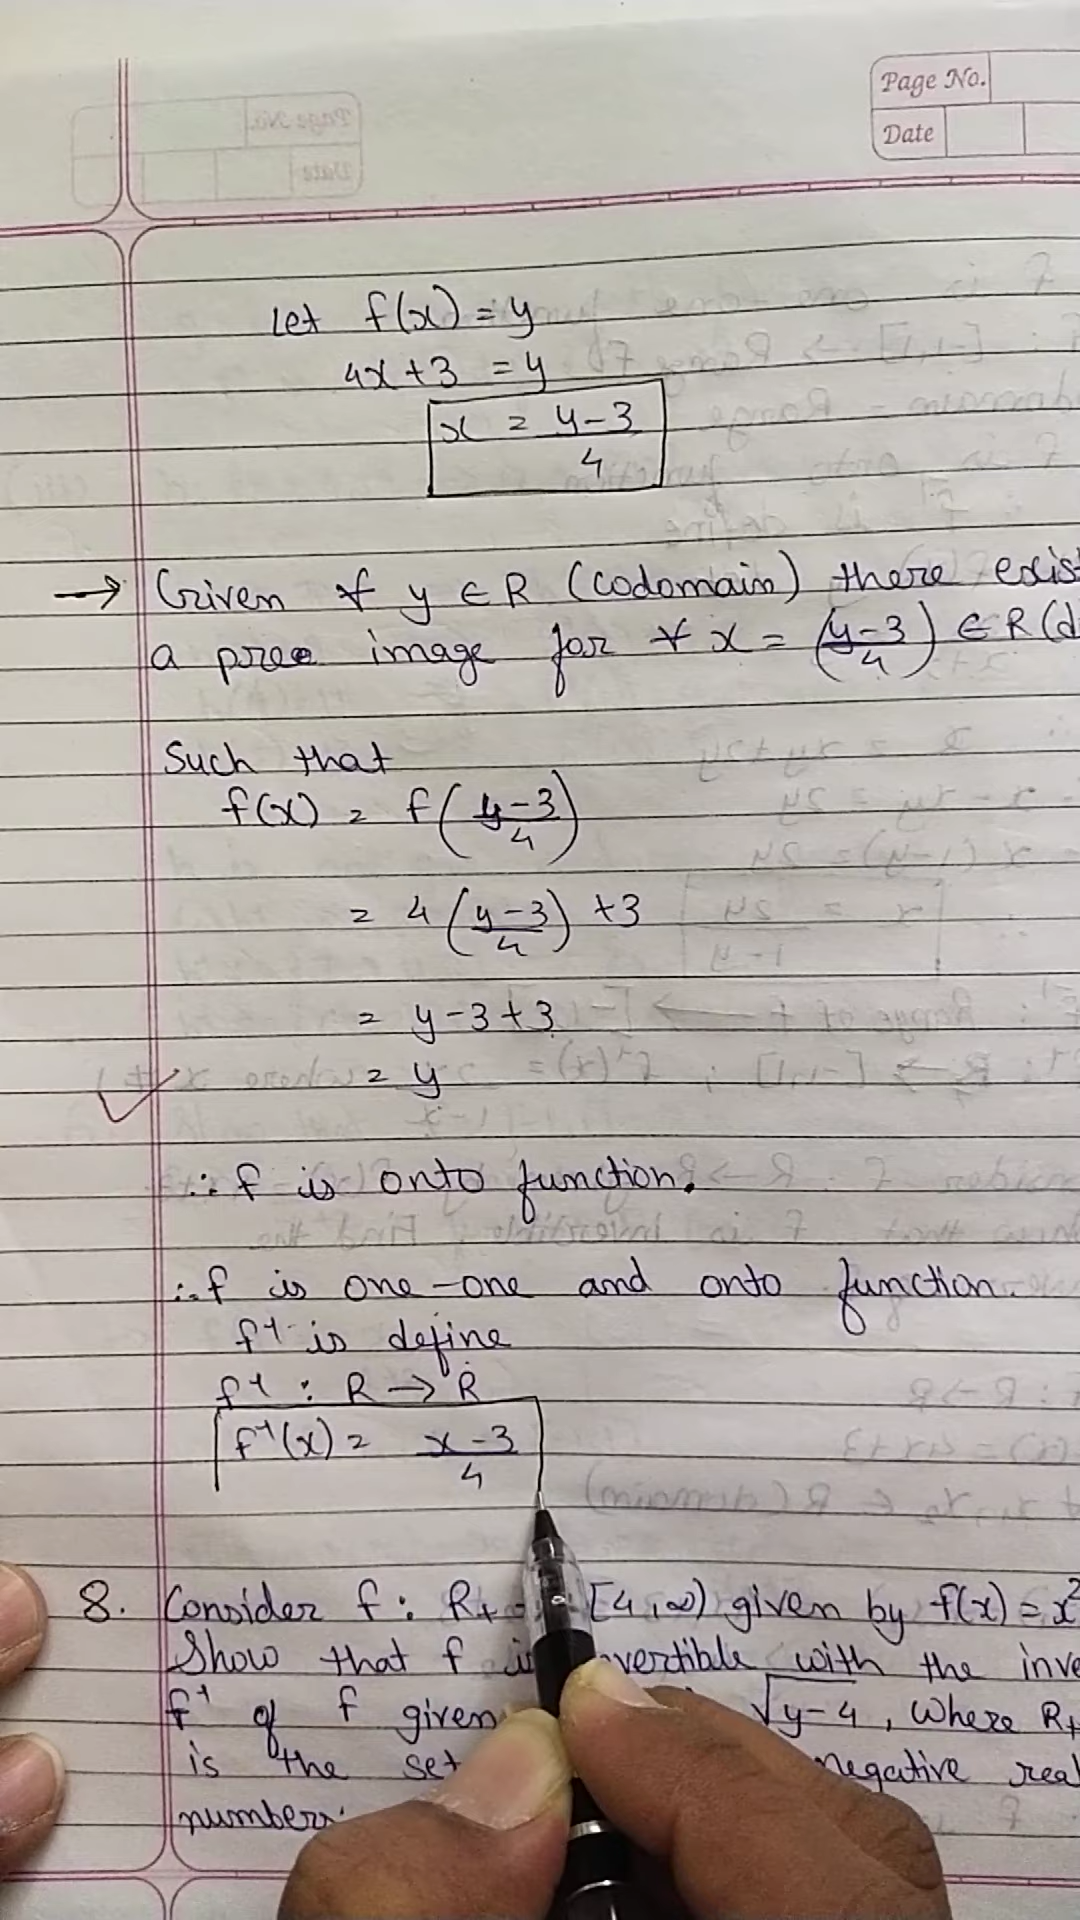 Page No.
Date
Let f(x) = y
4x+3 = y
x = y-3
4
→ Given ∀ y ∈ R (codomain) there exist
a pre image for ∀ x = (y-3/4) ∈ R (d
Such that
f(x) = f(y-3/4)
= 4(y-3/4) +3
= y-3+3
= y
∴ f is onto function.
∴ f is one-one and onto function.
f⁻¹ is define
f⁻¹ : R → R
f⁻¹(x) = x-3
4
8. Consider f : R₊ [4,∞) given by f(x) = x²
Show that f is invertible with the inve
f⁻¹ of f given √y-4, Where R₊
is the set negative real
numbers.